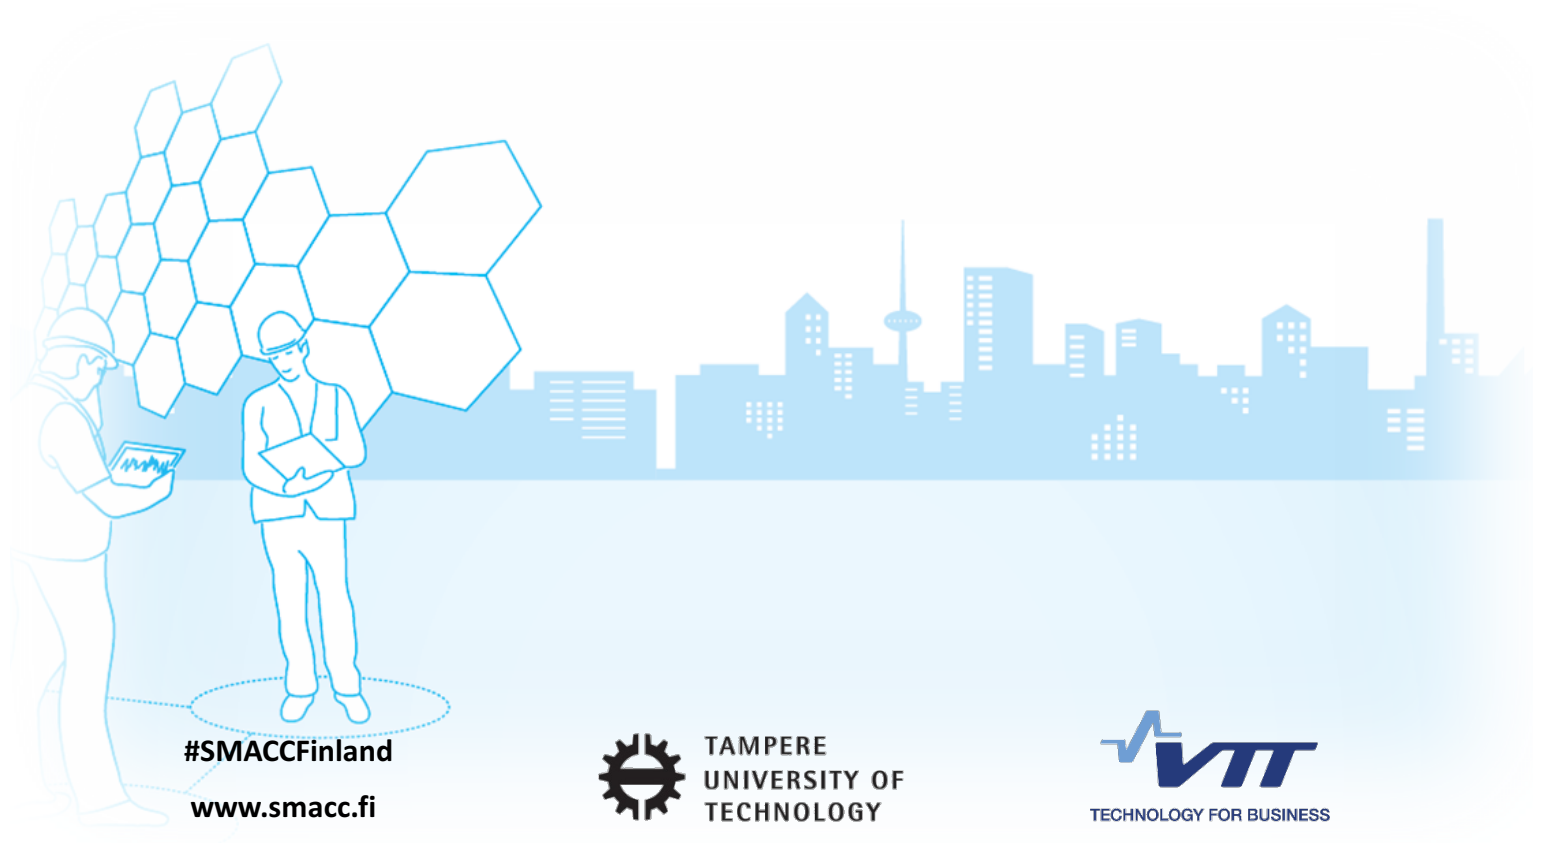 #SMACCFinland
www.smacc.fi
TAMPERE
UNIVERSITY OF
TECHNOLOGY
VTT
TECHNOLOGY FOR BUSINESS